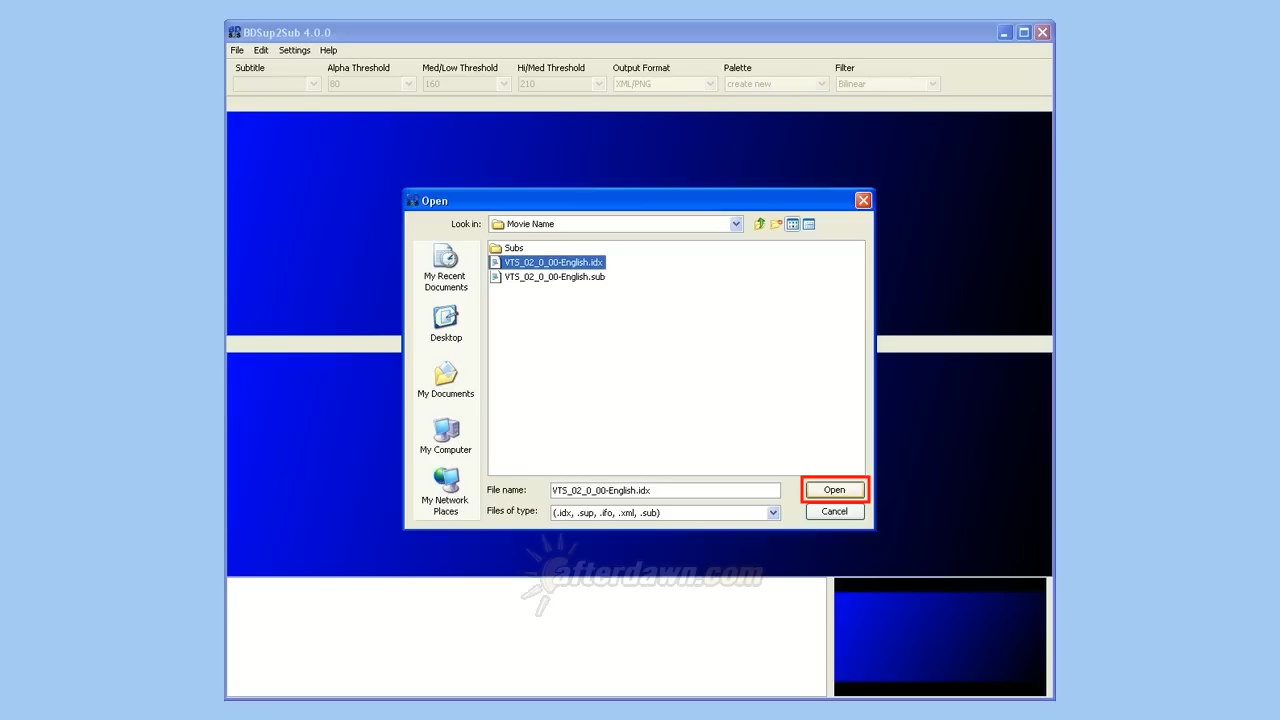 BDSup2Sub 4.0.0
File Edit Settings Help
Subtitle Alpha Threshold Med/Low Threshold Hi/Med Threshold Output Format Palette Filter
80 160 210 XML/PNG create new Bilinear
Open
Look in: Movie Name
Subs
VTS_02_0_00-English.idx
VTS_02_0_00-English.sub
My Recent
Documents
Desktop
My Documents
My Computer
My Network
Places
File name: VTS_02_0_00-English.idx Open
Files of type: (.idx, .sup, .ifo, .xml, .sub) Cancel
afterdawn.com